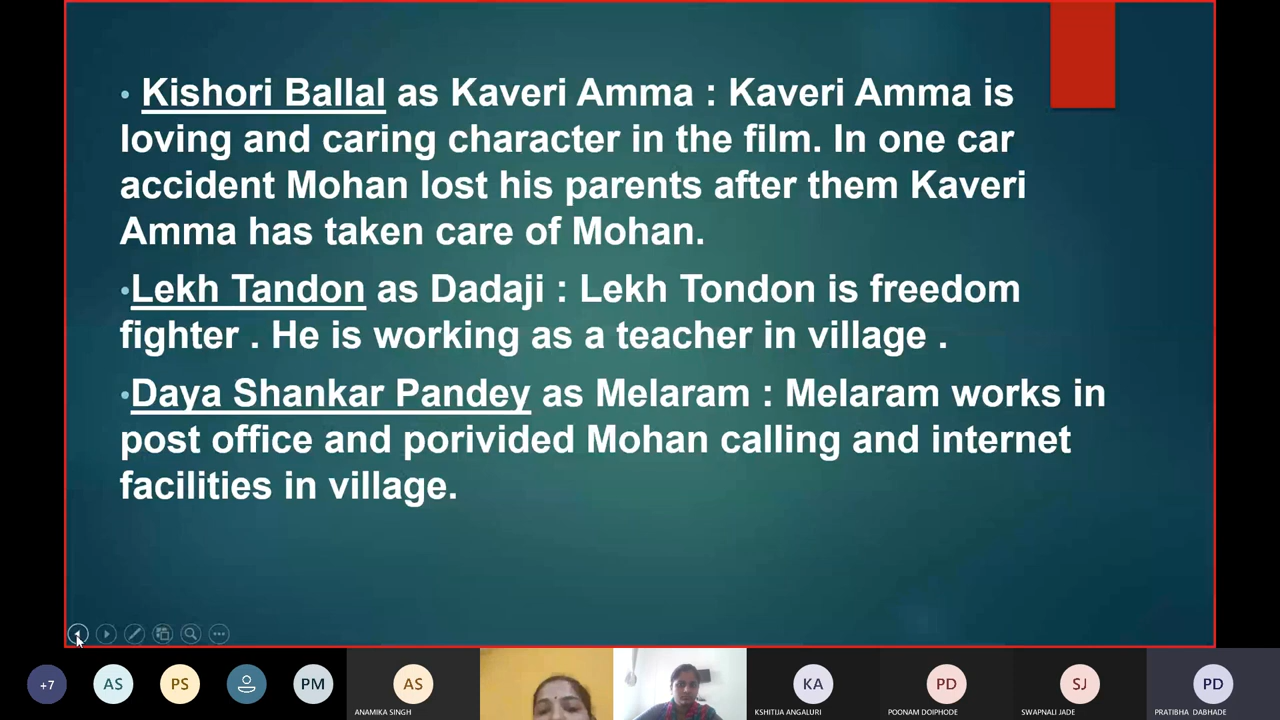 • Kishori Ballal as Kaveri Amma : Kaveri Amma is
loving and caring character in the film. In one car
accident Mohan lost his parents after them Kaveri
Amma has taken care of Mohan.
•Lekh Tandon as Dadaji : Lekh Tondon is freedom
fighter . He is working as a teacher in village .
•Daya Shankar Pandey as Melaram : Melaram works in
post office and porivided Mohan calling and internet
facilities in village.
+7
AS
PS
PM
AS
ANAMIKA SINGH
KA
KSHITIJA ANGALURI
PD
POONAM DOIPHODE
SJ
SWAPNALI JADE
PD
PRATIBHA DABHADE